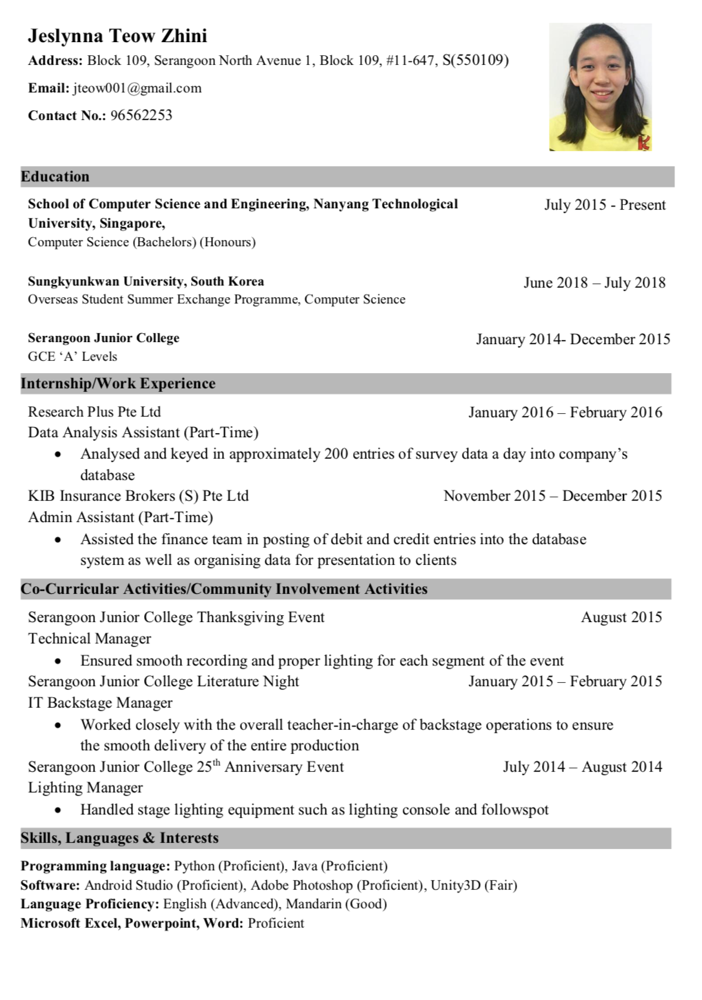 Jeslynna Teow Zhini
Address: Block 109, Serangoon North Avenue 1, Block 109, #11-647, S(550109)
Email: jteow001@gmail.com
Contact No.: 96562253
K
Education
School of Computer Science and Engineering, Nanyang Technological July 2015 - Present
University, Singapore,
Computer Science (Bachelors) (Honours)
Sungkyunkwan University, South Korea June 2018 – July 2018
Overseas Student Summer Exchange Programme, Computer Science
Serangoon Junior College January 2014- December 2015
GCE ‘A’ Levels
Internship/Work Experience
Research Plus Pte Ltd January 2016 – February 2016
Data Analysis Assistant (Part-Time)
• Analysed and keyed in approximately 200 entries of survey data a day into company’s
database
KIB Insurance Brokers (S) Pte Ltd November 2015 – December 2015
Admin Assistant (Part-Time)
• Assisted the finance team in posting of debit and credit entries into the database
system as well as organising data for presentation to clients
Co-Curricular Activities/Community Involvement Activities
Serangoon Junior College Thanksgiving Event August 2015
Technical Manager
• Ensured smooth recording and proper lighting for each segment of the event
Serangoon Junior College Literature Night January 2015 – February 2015
IT Backstage Manager
• Worked closely with the overall teacher-in-charge of backstage operations to ensure
the smooth delivery of the entire production
Serangoon Junior College 25th Anniversary Event July 2014 – August 2014
Lighting Manager
• Handled stage lighting equipment such as lighting console and followspot
Skills, Languages & Interests
Programming language: Python (Proficient), Java (Proficient)
Software: Android Studio (Proficient), Adobe Photoshop (Proficient), Unity3D (Fair)
Language Proficiency: English (Advanced), Mandarin (Good)
Microsoft Excel, Powerpoint, Word: Proficient